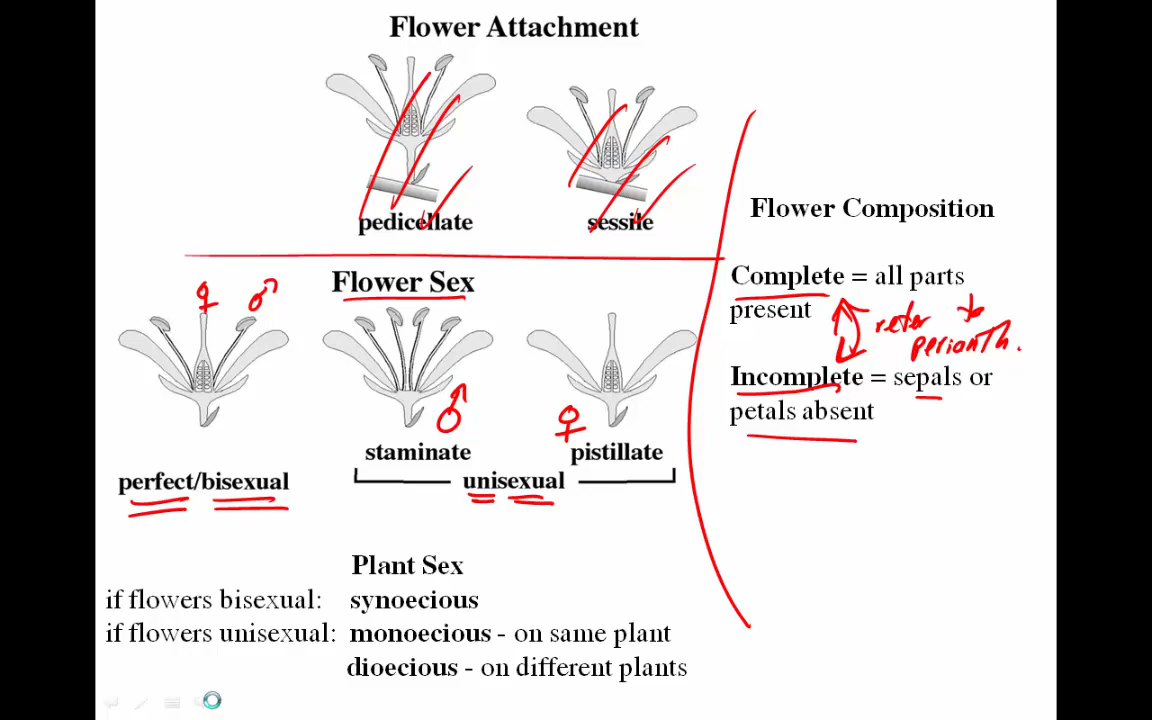 Flower Attachment
pedicellate
sessile
Flower Sex
♀ ♂
♂
♀
staminate
pistillate
perfect/bisexual
unisexual
Plant Sex
if flowers bisexual: synoecious
if flowers unisexual: monoecious - on same plant
dioecious - on different plants
Flower Composition
Complete = all parts
present
refer to
perianth.
Incomplete = sepals or
petals absent